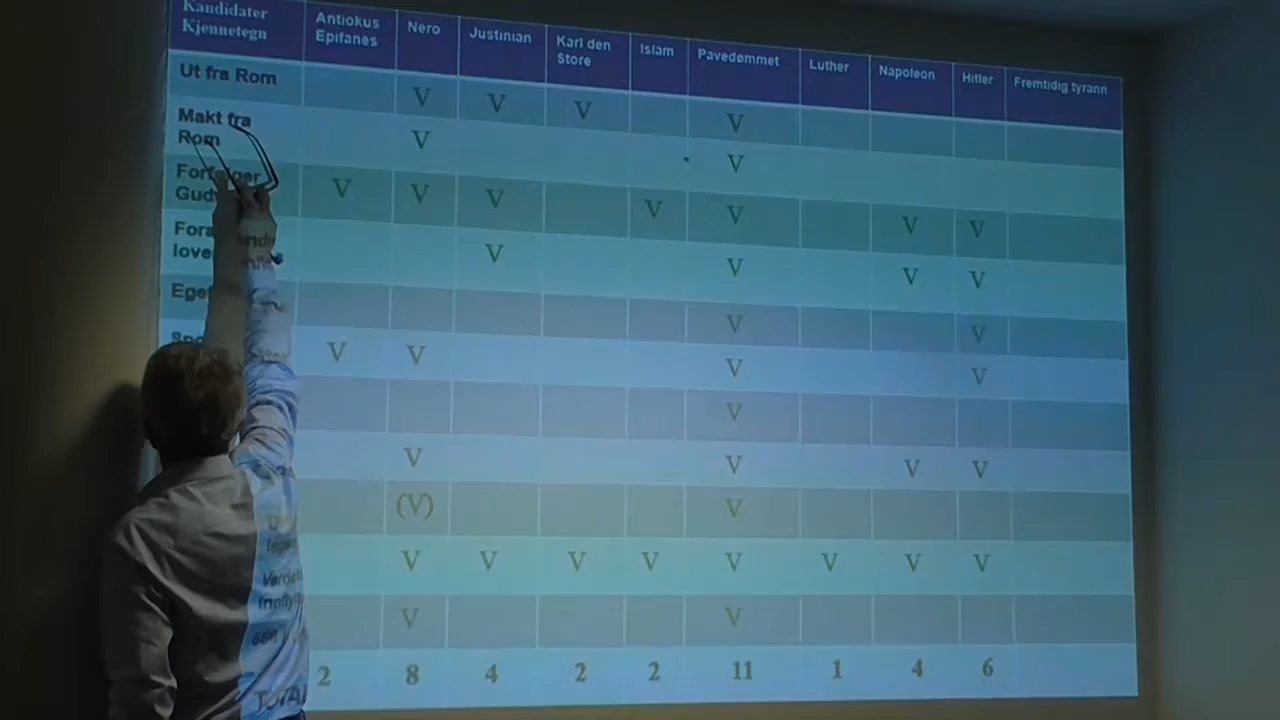 Kandidater
Kjennetegn
Antiokus
Epifanes
Nero
Justinian
Karl den
Store
Islam
Pavedømmet
Luther
Napoleon
Hitler
Fremtidig tyrann
Ut fra Rom
V V V V
Makt fra
Rom
V V
V V V V V V V
love
V V V V
V V
V V V V
V
V V V V
(V) V
V V V V V V V V
V V
2 8 4 2 2 11 1 4 6